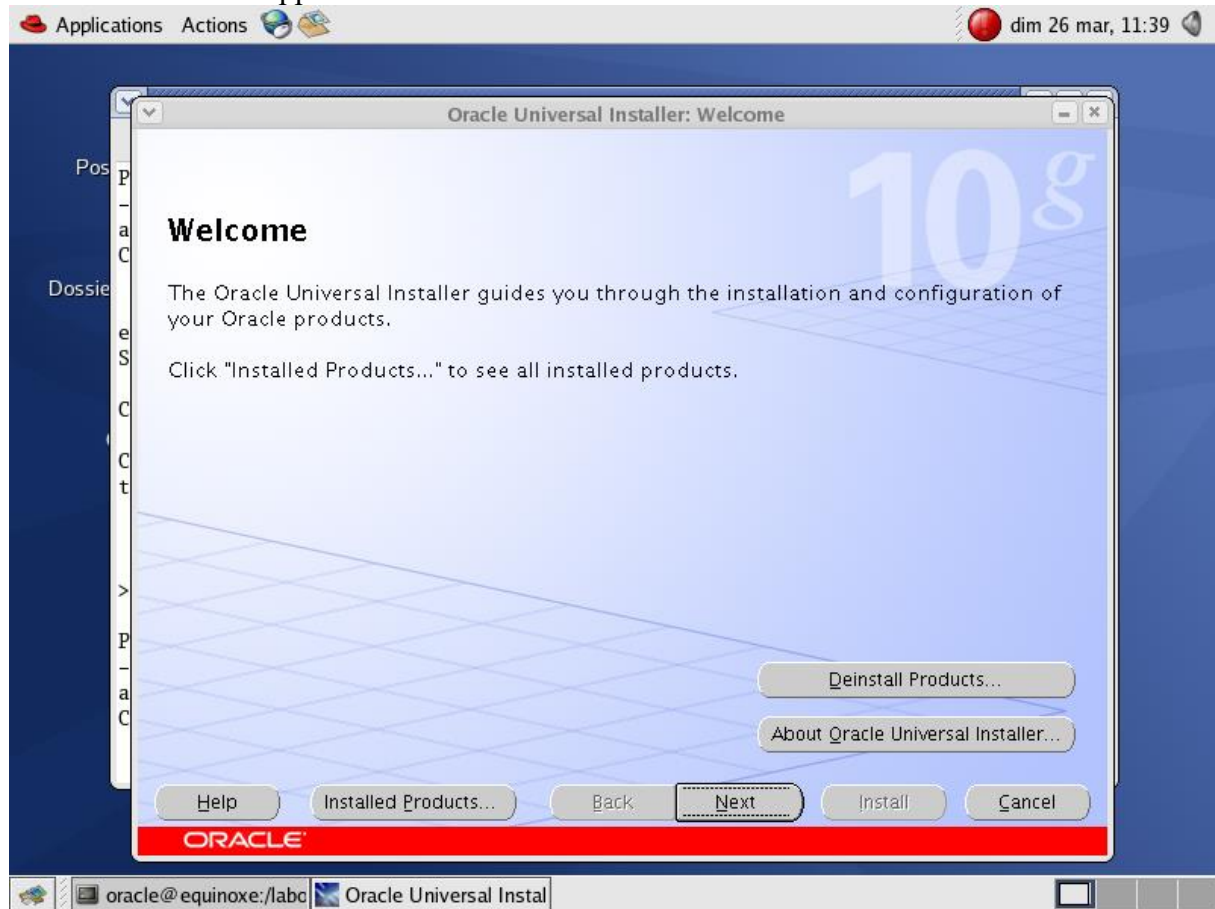 Applications Actions dim 26 mar, 11:39
Oracle Universal Installer: Welcome
10g
Pos
P
-
a
C
Welcome
Dossie
The Oracle Universal Installer guides you through the installation and configuration of
your Oracle products.
e
S
Click "Installed Products..." to see all installed products.
C
C
t
>
P
-
a
C
Deinstall Products...
About Oracle Universal Installer...
Help Installed Products... Back Next Install Cancel
ORACLE
oracle@equinoxe:/labo Oracle Universal Instal